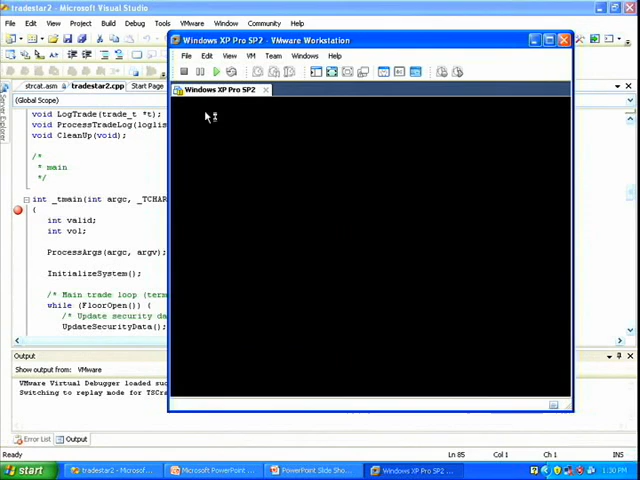 tradestar2 - Microsoft Visual Studio
File Edit View Project Build Debug Tools VMware Window Community Help
strcat.asm tradestar2.cpp Start Page
(Global Scope)
Server Explorer
void LogTrade(trade_t *t);
void ProcessTradeLog(loglis
void CleanUp(void);
/*
* main
*/
int _tmain(int argc, _TCHAR
{
int valid;
int vol;
ProcessArgs(argc, argv);
InitializeSystem();
/* Main trade loop (term
while (FloorOpen()) {
/* Update security da
UpdateSecurityData();
Windows XP Pro SP2 - VMware Workstation
File Edit View VM Team Windows Help
Windows XP Pro SP2
Output
Show output from: VMware
VMware Virtual Debugger loaded suc
Switching to replay mode for TSCra
Error List Output
Ready Ln 85 Col 1 Ch 1 INS
start tradestar2 - Microsof... Microsoft PowerPoint ... PowerPoint Slide Sho... Windows XP Pro SP2 ... 1:30 PM